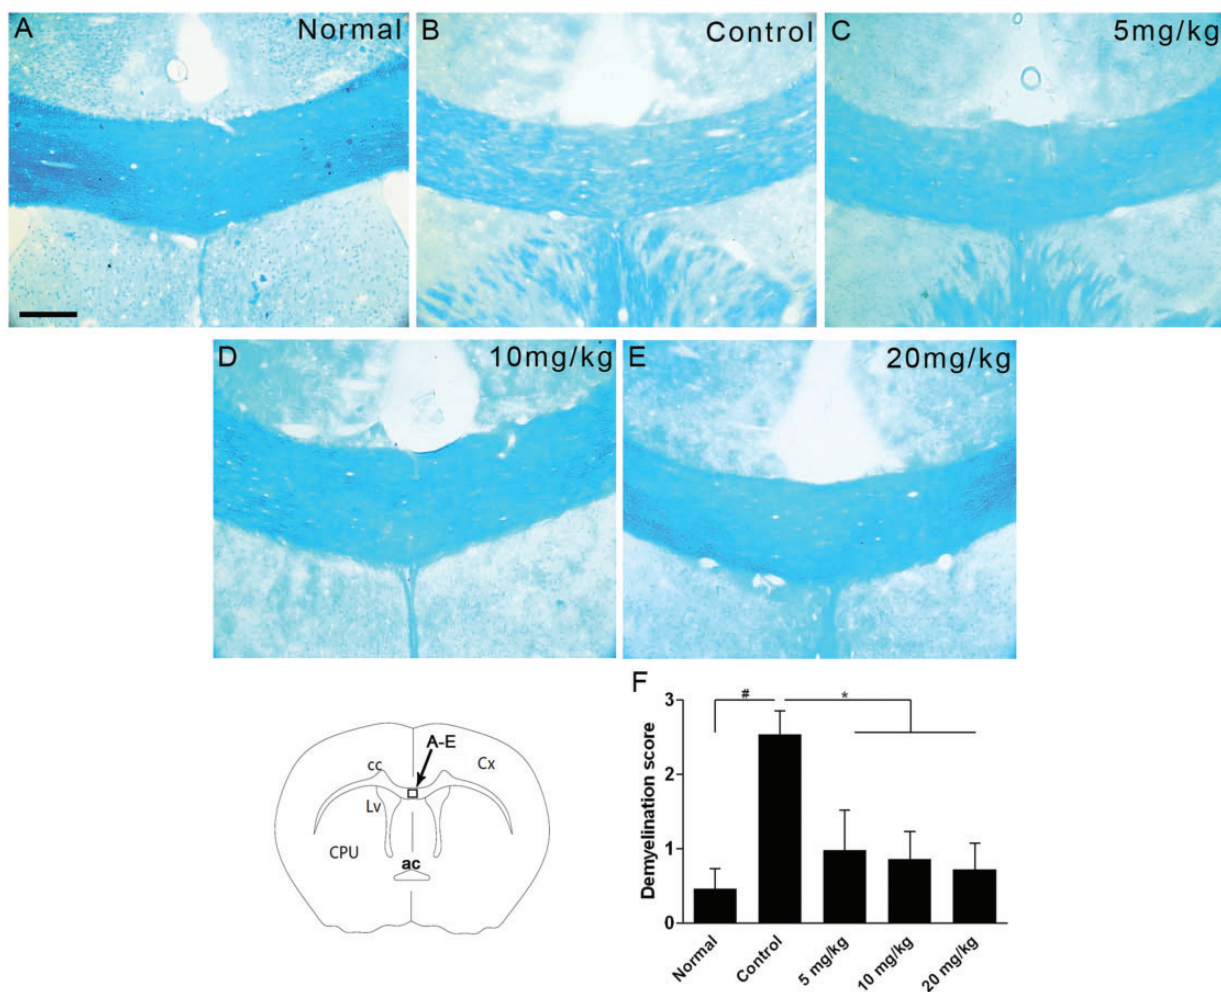 A Normal
B Control
C 5mg/kg
D 10mg/kg
E 20mg/kg
A-E
cc
Cx
Lv
CPU
ac
F
#
*
Demyelination score
3
2
1
0
Normal
Control
5 mg/kg
10 mg/kg
20 mg/kg